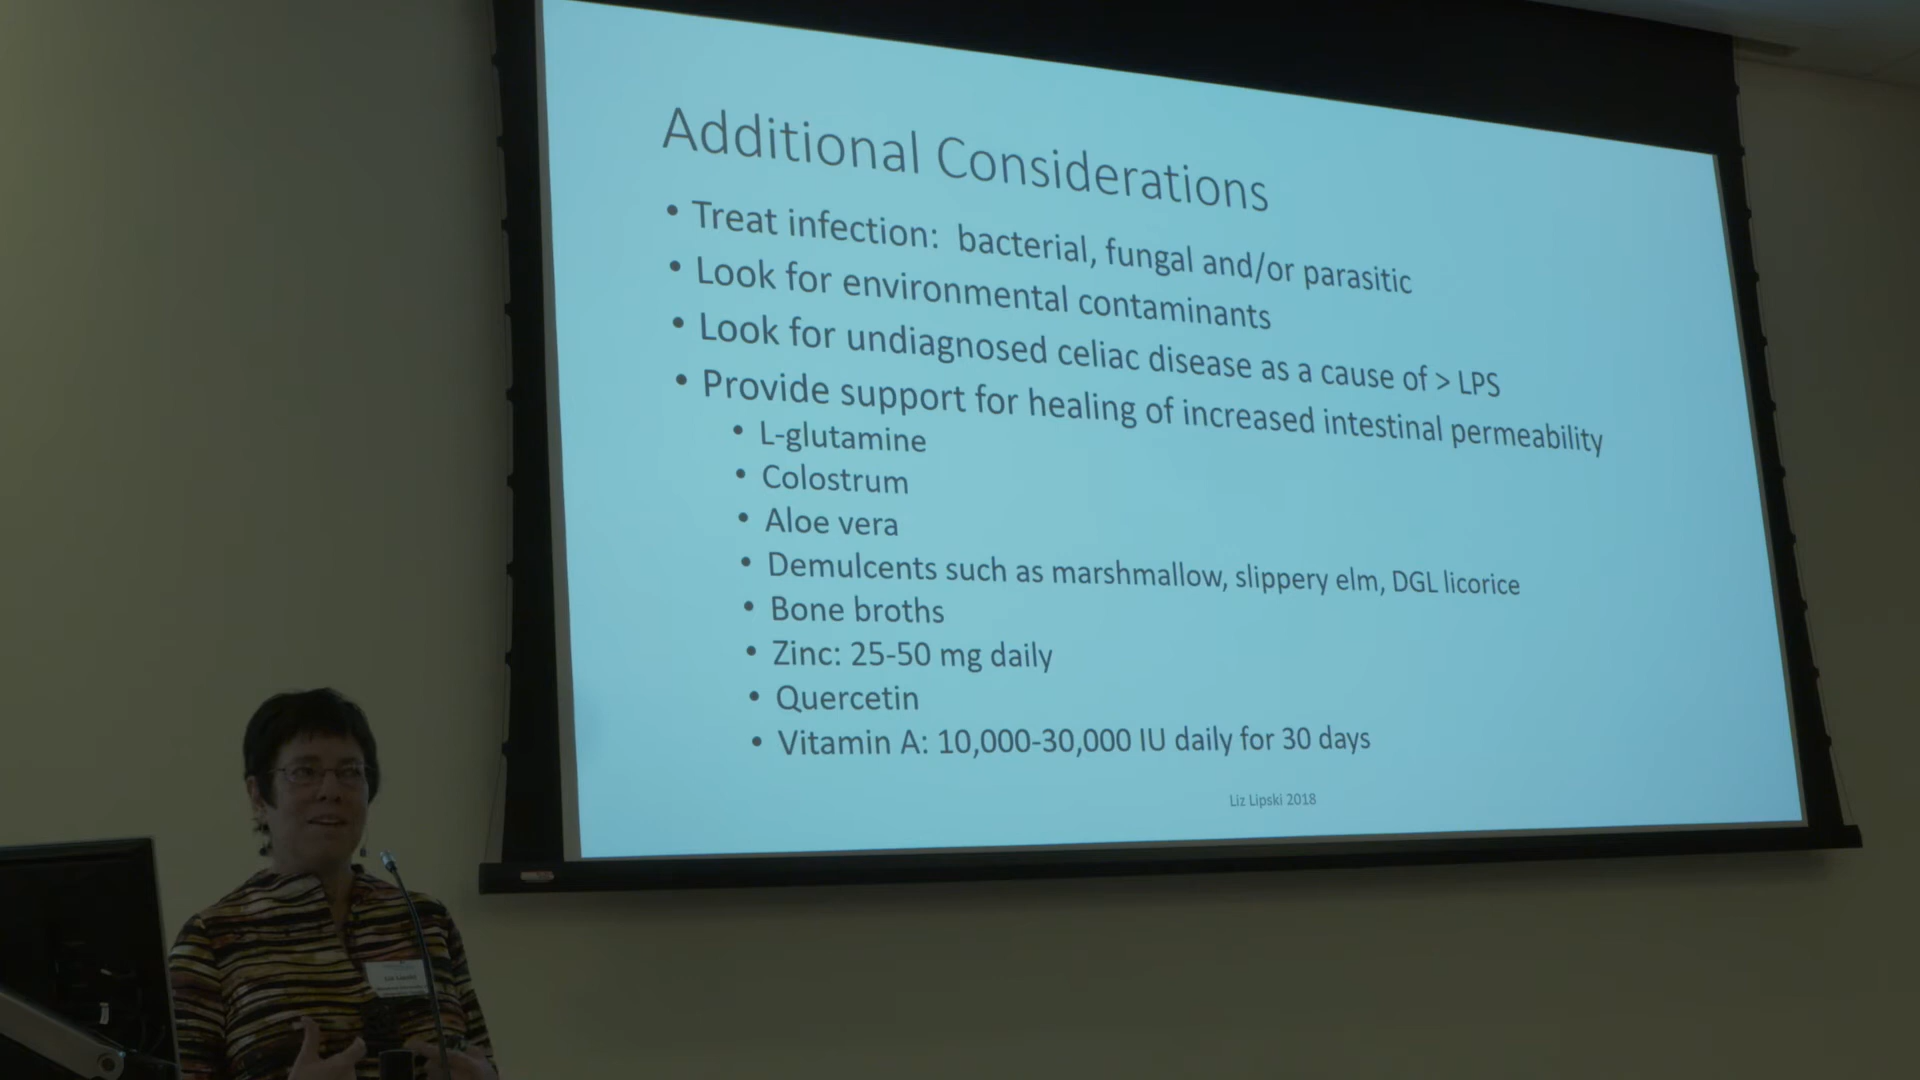 Additional Considerations
• Treat infection: bacterial, fungal and/or parasitic
• Look for environmental contaminants
• Look for undiagnosed celiac disease as a cause of > LPS
• Provide support for healing of increased intestinal permeability
• L-glutamine
• Colostrum
• Aloe vera
• Demulcents such as marshmallow, slippery elm, DGL licorice
• Bone broths
• Zinc: 25-50 mg daily
• Quercetin
• Vitamin A: 10,000-30,000 IU daily for 30 days
Liz Lipski 2018